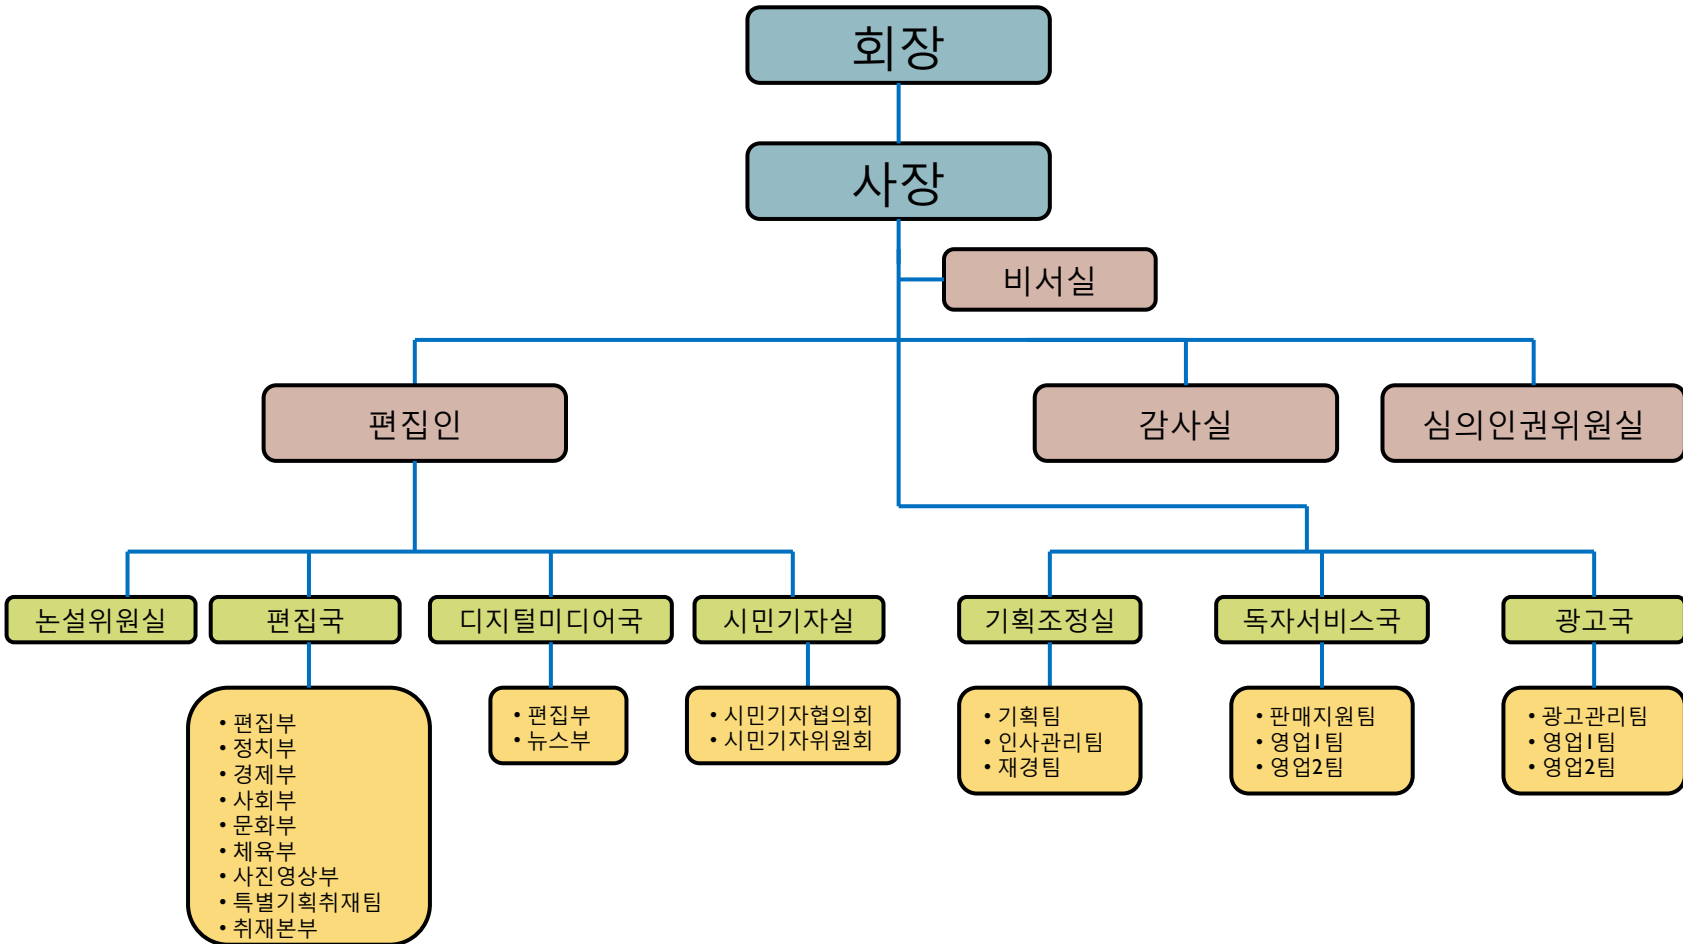 회장
사장
비서실
편집인
감사실
심의인권위원실
논설위원실
편집국
디지털미디어국
시민기자실
기획조정실
독자서비스국
광고국
• 편집부
• 정치부
• 경제부
• 사회부
• 문화부
• 체육부
• 사진영상부
• 특별기획취재팀
• 취재본부
• 편집부
• 뉴스부
• 시민기자협의회
• 시민기자위원회
• 기획팀
• 인사관리팀
• 재경팀
• 판매지원팀
• 영업1팀
• 영업2팀
• 광고관리팀
• 영업1팀
• 영업2팀